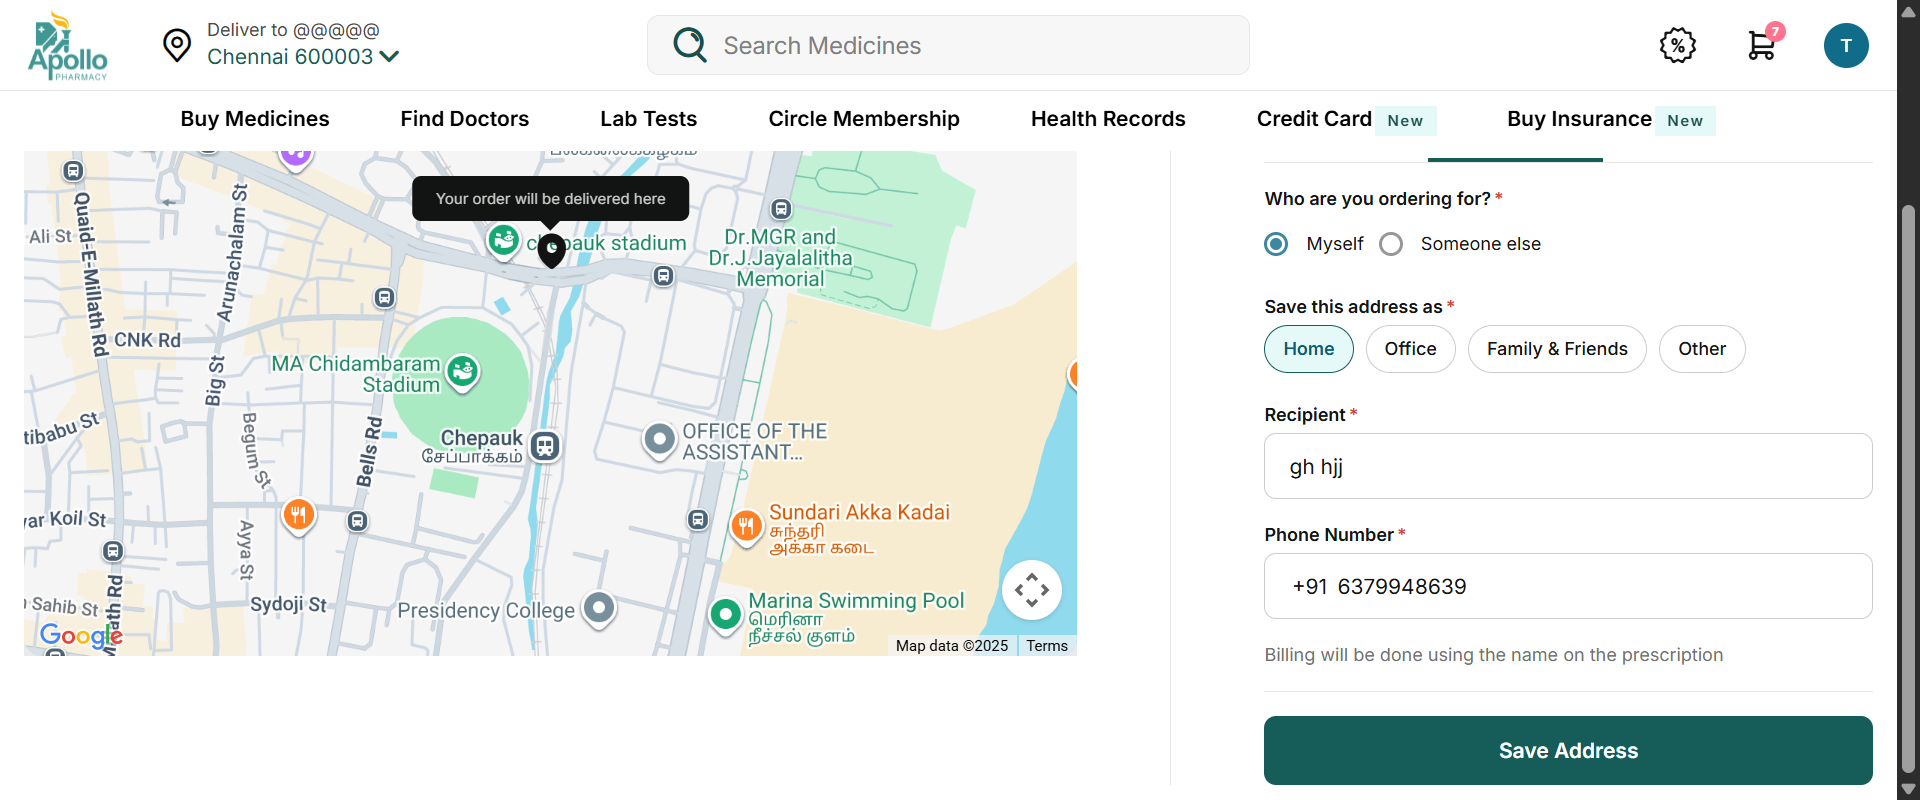 Apollo
PHARMACY
Deliver to @@@@@
Chennai 600003
Search Medicines
%
7
T
Buy Medicines
Find Doctors
Lab Tests
Circle Membership
Health Records
Credit Card New
Buy Insurance New
Your order will be delivered here
chepauk stadium
Dr.MGR and
Dr.J.Jayalalitha
Memorial
Quaid-E-Millath Rd
Ali St
Arunachalam St
CNK Rd
Big St
MA Chidambaram
Stadium
Bells Rd
Begum St
Chepauk
சேப்பாக்கம்
OFFICE OF THE
ASSISTANT...
Sundari Akka Kadai
சுந்தரி
அக்கா கடை
Koil St
Ayya St
Sahib St
Sydoji St
Presidency College
Marina Swimming Pool
மெரினா
நீச்சல் குளம்
Google
Map data ©2025
Terms
Who are you ordering for? *
Myself
Someone else
Save this address as *
Home
Office
Family & Friends
Other
Recipient *
gh hjj
Phone Number *
+91 6379948639
Billing will be done using the name on the prescription
Save Address